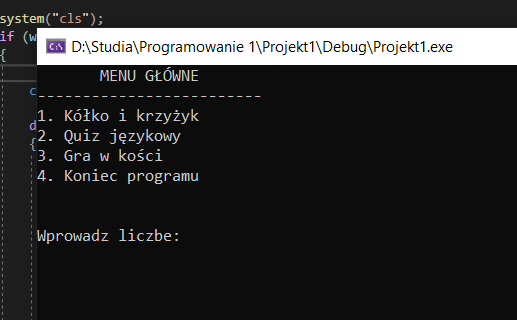 system("cls");
if (w
{
D:\Studia\Programowanie 1\Projekt1\Debug\Projekt1.exe
MENU GŁÓWNE
-------------------------
c
1. Kółko i krzyżyk
d
2. Quiz językowy
{
3. Gra w kości
4. Koniec programu
Wprowadz liczbe: